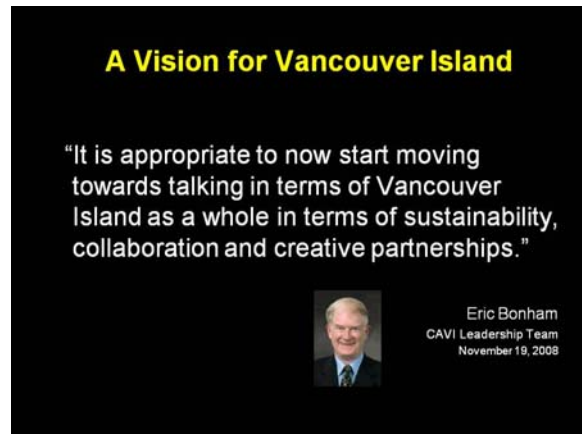 A Vision for Vancouver Island
“It is appropriate to now start moving
towards talking in terms of Vancouver
Island as a whole in terms of sustainability,
collaboration and creative partnerships.”
Eric Bonham
CAVI Leadership Team
November 19, 2008